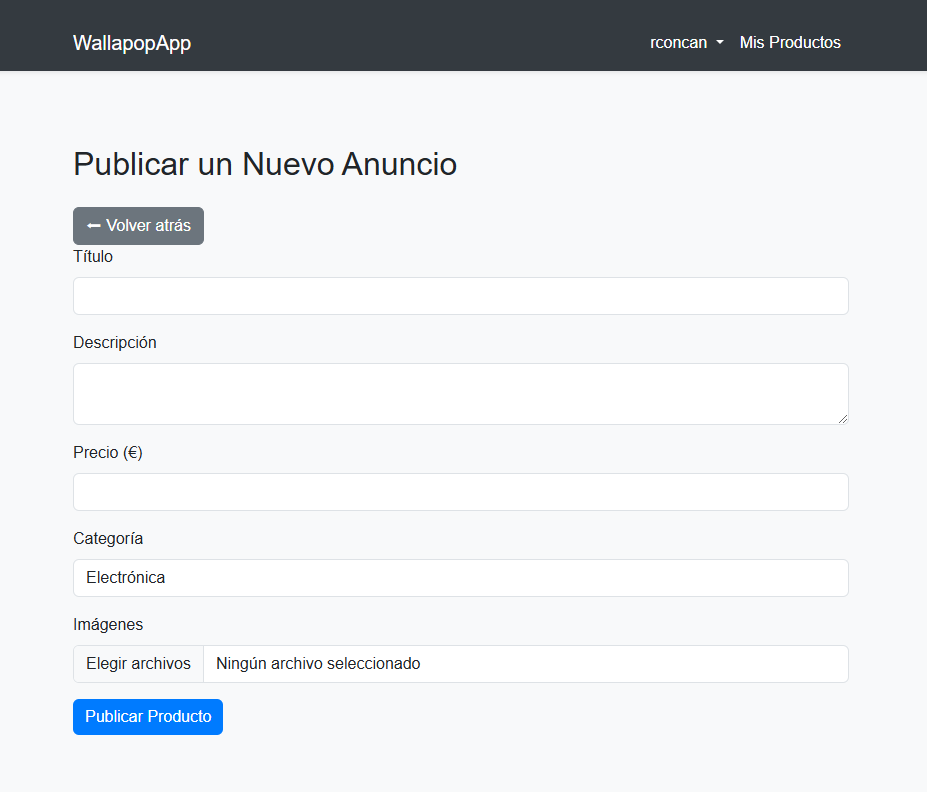 WallapopApp
rconcan
Mis Productos
Publicar un Nuevo Anuncio
← Volver atrás
Título
Descripción
Precio (€)
Categoría
Electrónica
Imágenes
Elegir archivos
Ningún archivo seleccionado
Publicar Producto